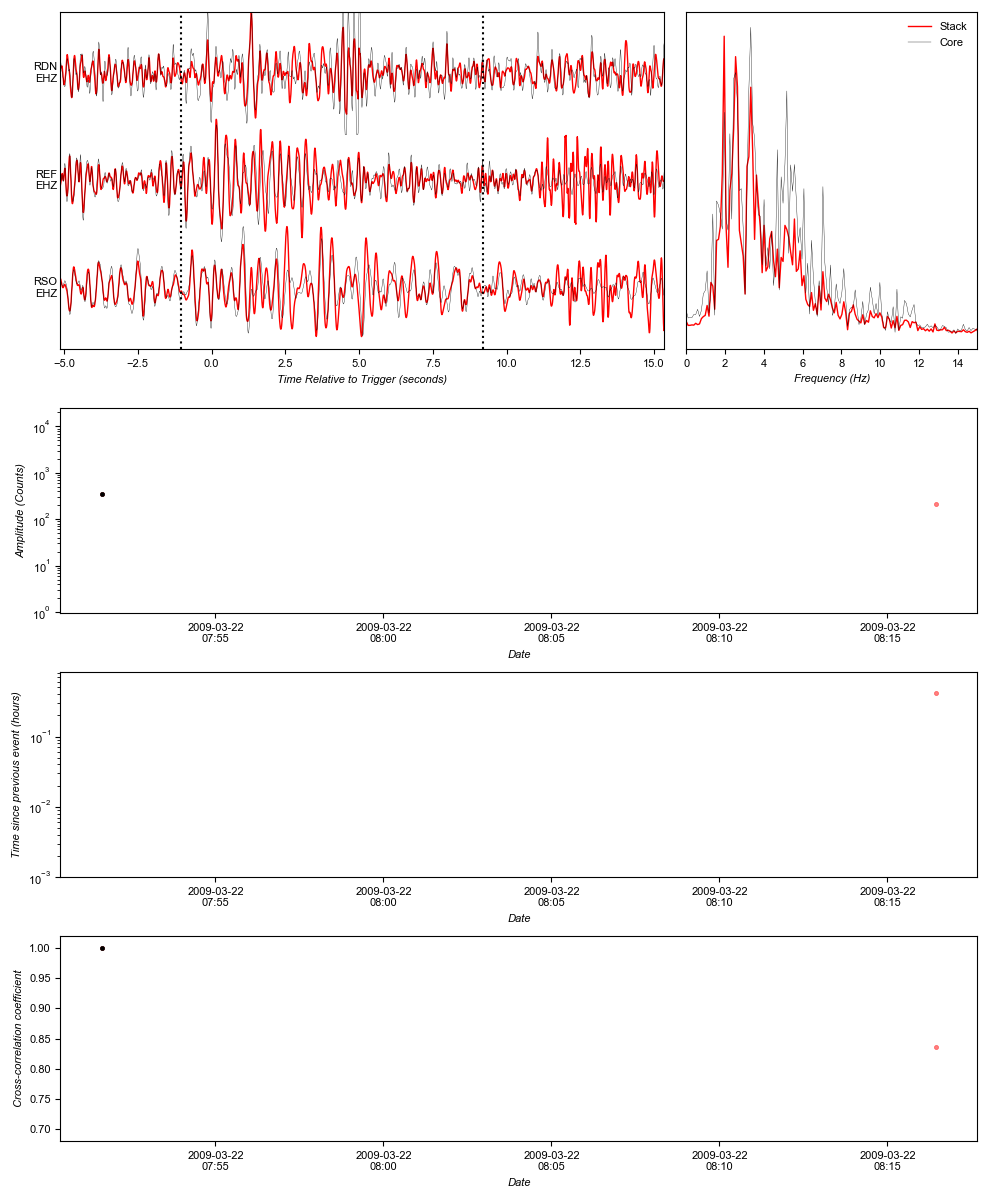 RDN
EHZ
REF
EHZ
RSO
EHZ
−5.0 −2.5 0.0 2.5 5.0 7.5 10.0 12.5 15.0
Time Relative to Trigger (seconds)
Stack
Core
0 2 4 6 8 10 12 14
Frequency (Hz)
10⁴
10³
10²
10¹
10⁰
Amplitude (Counts)
2009-03-22 2009-03-22 2009-03-22 2009-03-22 2009-03-22
07:55 08:00 08:05 08:10 08:15
Date
10⁻¹
10⁻²
10⁻³
Time since previous event (hours)
2009-03-22 2009-03-22 2009-03-22 2009-03-22 2009-03-22
07:55 08:00 08:05 08:10 08:15
Date
1.00
0.95
0.90
0.85
0.80
0.75
0.70
Cross-correlation coefficient
2009-03-22 2009-03-22 2009-03-22 2009-03-22 2009-03-22
07:55 08:00 08:05 08:10 08:15
Date